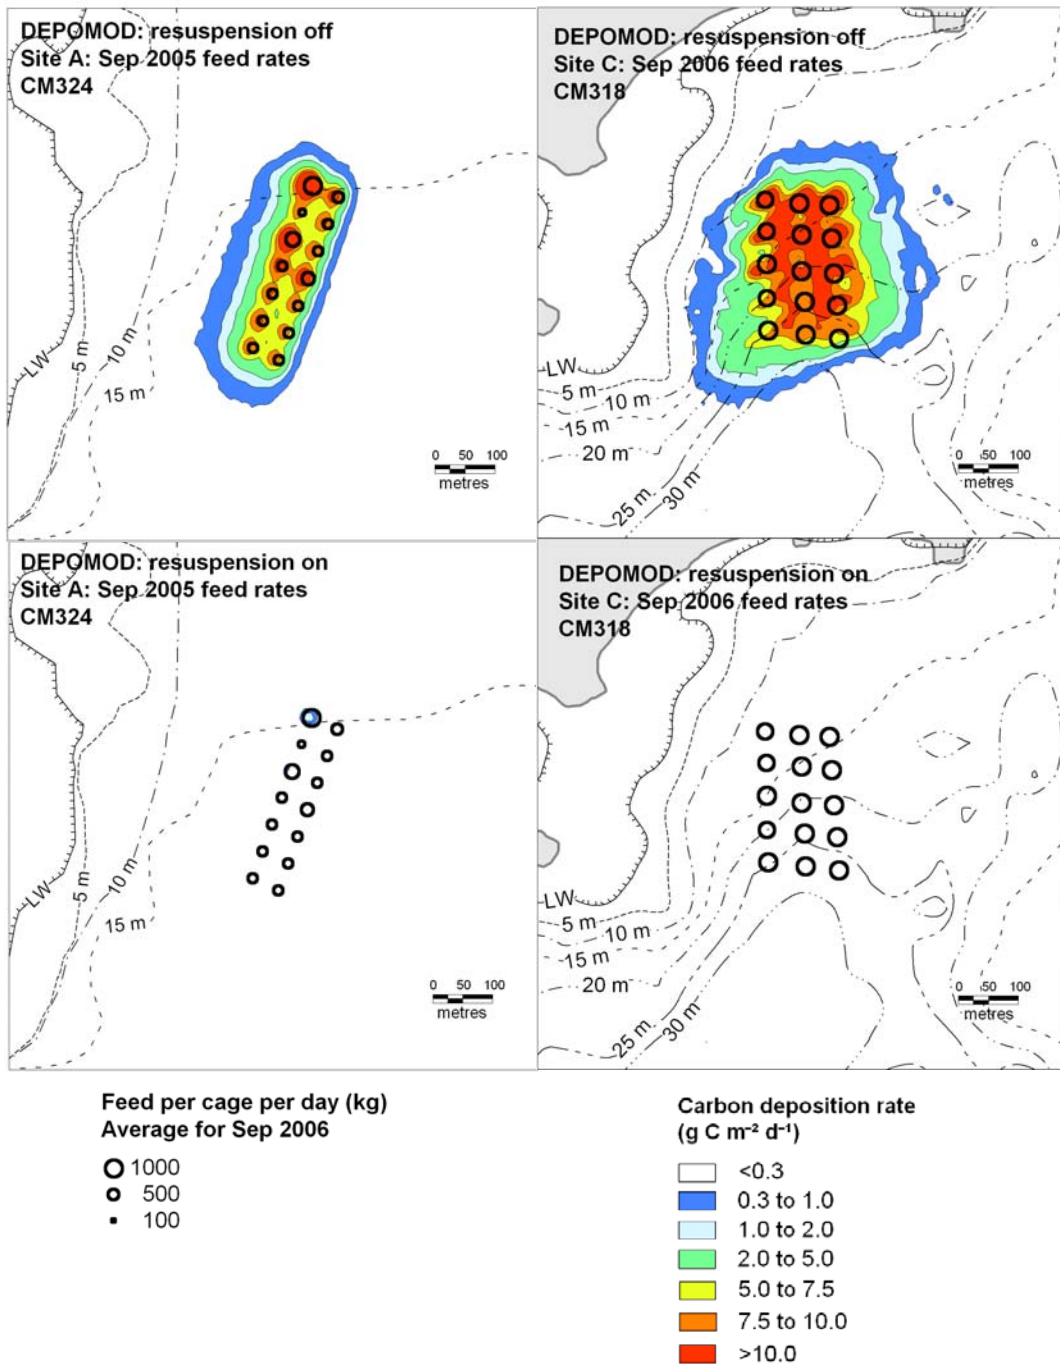 DEPOMOD: resuspension off
Site A: Sep 2005 feed rates
CM324
LW
5 m
10 m
15 m
0 50 100
metres
DEPOMOD: resuspension off
Site C: Sep 2006 feed rates
CM318
LW
5 m
10 m
15 m
20 m
25 m
30 m
0 50 100
metres
DEPOMOD: resuspension on
Site A: Sep 2005 feed rates
CM324
LW
5 m
10 m
15 m
0 50 100
metres
DEPOMOD: resuspension on
Site C: Sep 2006 feed rates
CM318
LW
5 m
10 m
15 m
20 m
25 m
30 m
0 50 100
metres
Feed per cage per day (kg)
Average for Sep 2006
1000
500
100
Carbon deposition rate
(g C m⁻² d⁻¹)
<0.3
0.3 to 1.0
1.0 to 2.0
2.0 to 5.0
5.0 to 7.5
7.5 to 10.0
>10.0